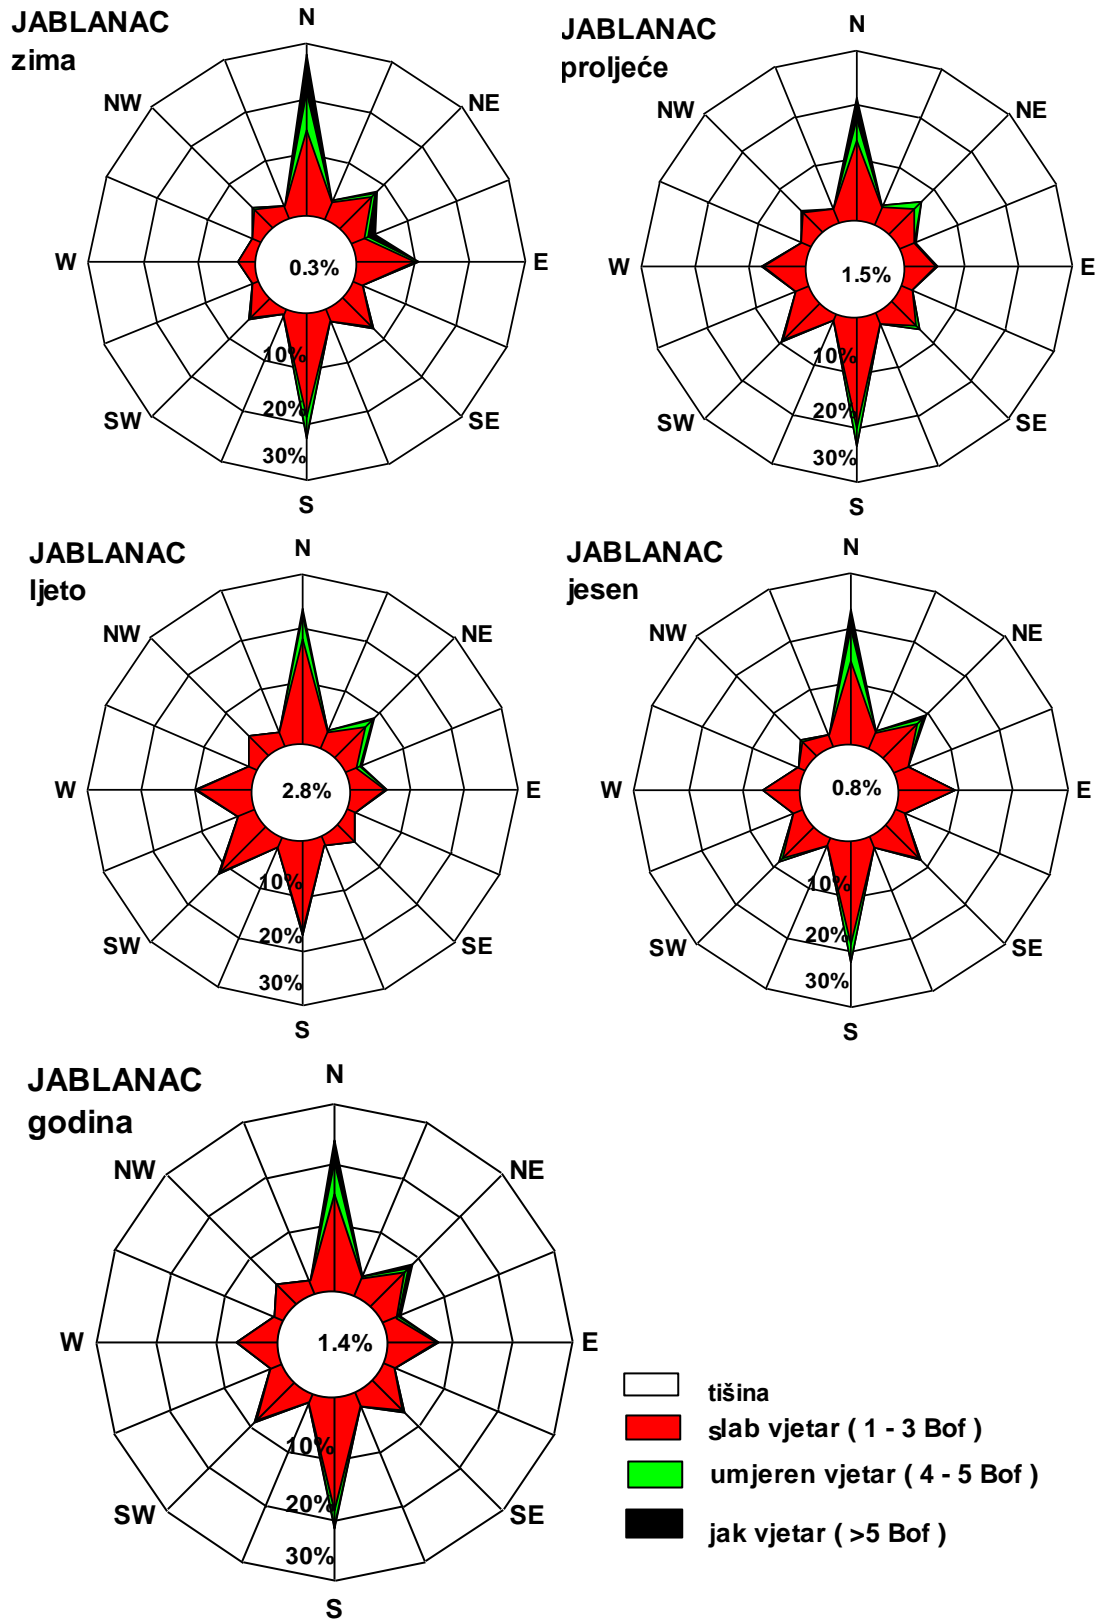 JABLANAC
zima
N
NE
E
SE
S
SW
W
NW
0.3%
10%
20%
30%
JABLANAC
proljeće
N
NE
E
SE
S
SW
W
NW
1.5%
10%
20%
30%
JABLANAC
ljeto
N
NE
E
SE
S
SW
W
NW
2.8%
10%
20%
30%
JABLANAC
jesen
N
NE
E
SE
S
SW
W
NW
0.8%
10%
20%
30%
JABLANAC
godina
N
NE
E
SE
S
SW
W
NW
1.4%
10%
20%
30%
tišina
slab vjetar ( 1 - 3 Bof )
umjeren vjetar ( 4 - 5 Bof )
jak vjetar ( >5 Bof )